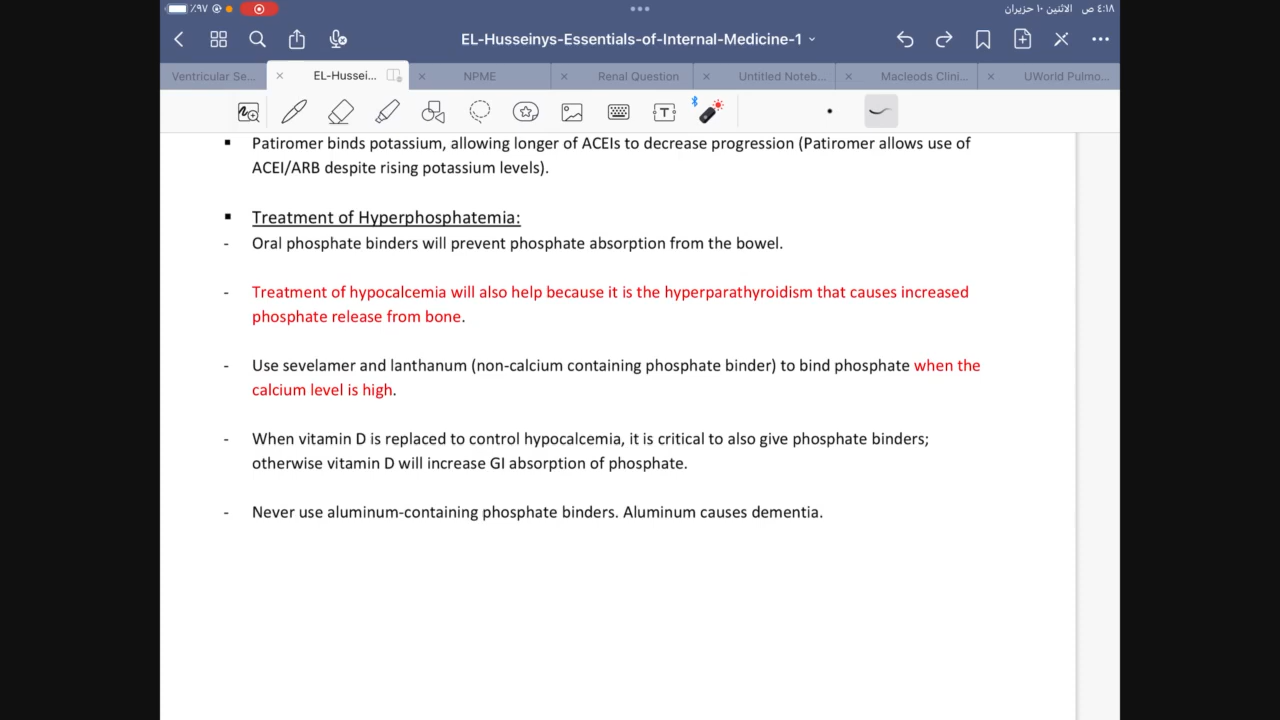 ٪٩٧
الاثنين ١٠ حزيران ٤:١٨ ص
EL-Husseinys-Essentials-of-Internal-Medicine-1
Ventricular Se...
EL-Hussei...
NPME
Renal Question
Untitled Noteb...
Macleods Clini...
UWorld Pulmo...
▪ Patiromer binds potassium, allowing longer of ACEIs to decrease progression (Patiromer allows use of
ACEI/ARB despite rising potassium levels).
▪ Treatment of Hyperphosphatemia:
- Oral phosphate binders will prevent phosphate absorption from the bowel.
- Treatment of hypocalcemia will also help because it is the hyperparathyroidism that causes increased
phosphate release from bone.
- Use sevelamer and lanthanum (non-calcium containing phosphate binder) to bind phosphate when the
calcium level is high.
- When vitamin D is replaced to control hypocalcemia, it is critical to also give phosphate binders;
otherwise vitamin D will increase GI absorption of phosphate.
- Never use aluminum-containing phosphate binders. Aluminum causes dementia.